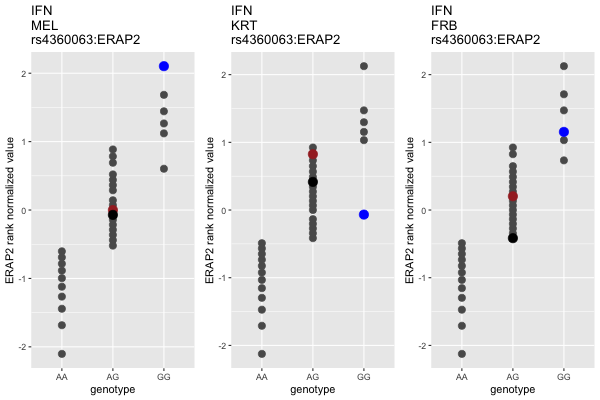 IFN
MEL
rs4360063:ERAP2
ERAP2 rank normalized value
2
1
0
-1
-2
AA
AG
GG
genotype
IFN
KRT
rs4360063:ERAP2
ERAP2 rank normalized value
2
1
0
-1
-2
AA
AG
GG
genotype
IFN
FRB
rs4360063:ERAP2
ERAP2 rank normalized value
2
1
0
-1
-2
AA
AG
GG
genotype